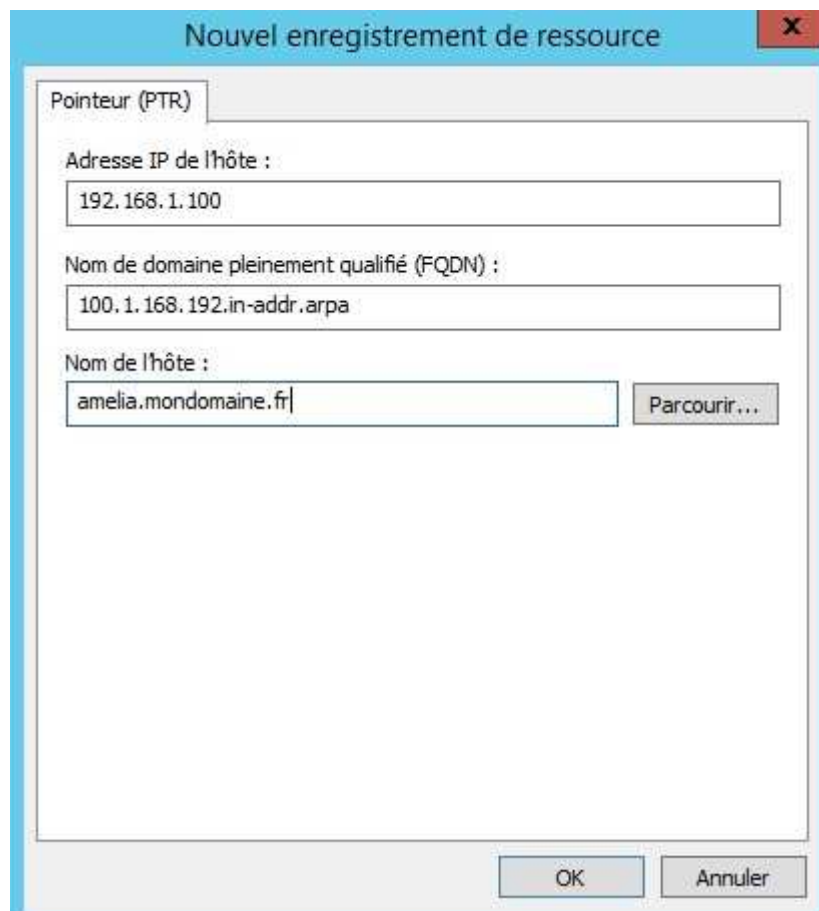 Nouvel enregistrement de ressource
x
Pointeur (PTR)
Adresse IP de l'hôte :
192.168.1.100
Nom de domaine pleinement qualifié (FQDN) :
100.1.168.192.in-addr.arpa
Nom de l'hôte :
amelia.mondomaine.fr
Parcourir...
OK Annuler